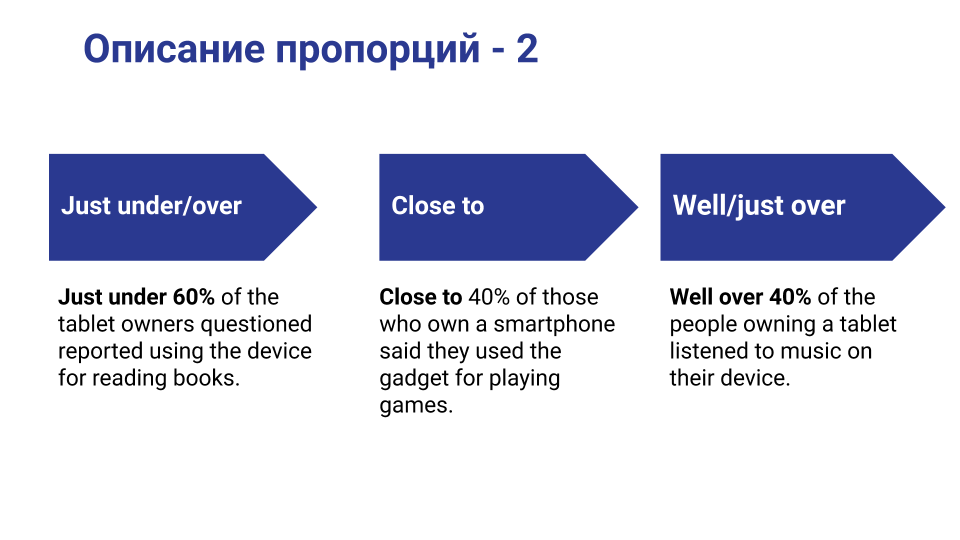 Описание пропорций - 2
Just under/over
Close to
Well/just over
Just under 60% of the
tablet owners questioned
reported using the device
for reading books.
Close to 40% of those
who own a smartphone
said they used the
gadget for playing
games.
Well over 40% of the
people owning a tablet
listened to music on
their device.